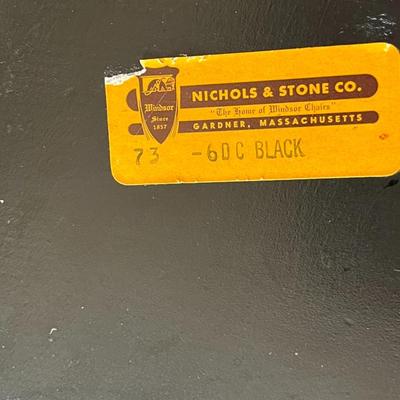 NICHOLS & STONE CO.
"The Home of Windsor Chairs"
GARDNER, MASSACHUSETTS
Windsor
Since
1857
73 -6DC BLACK